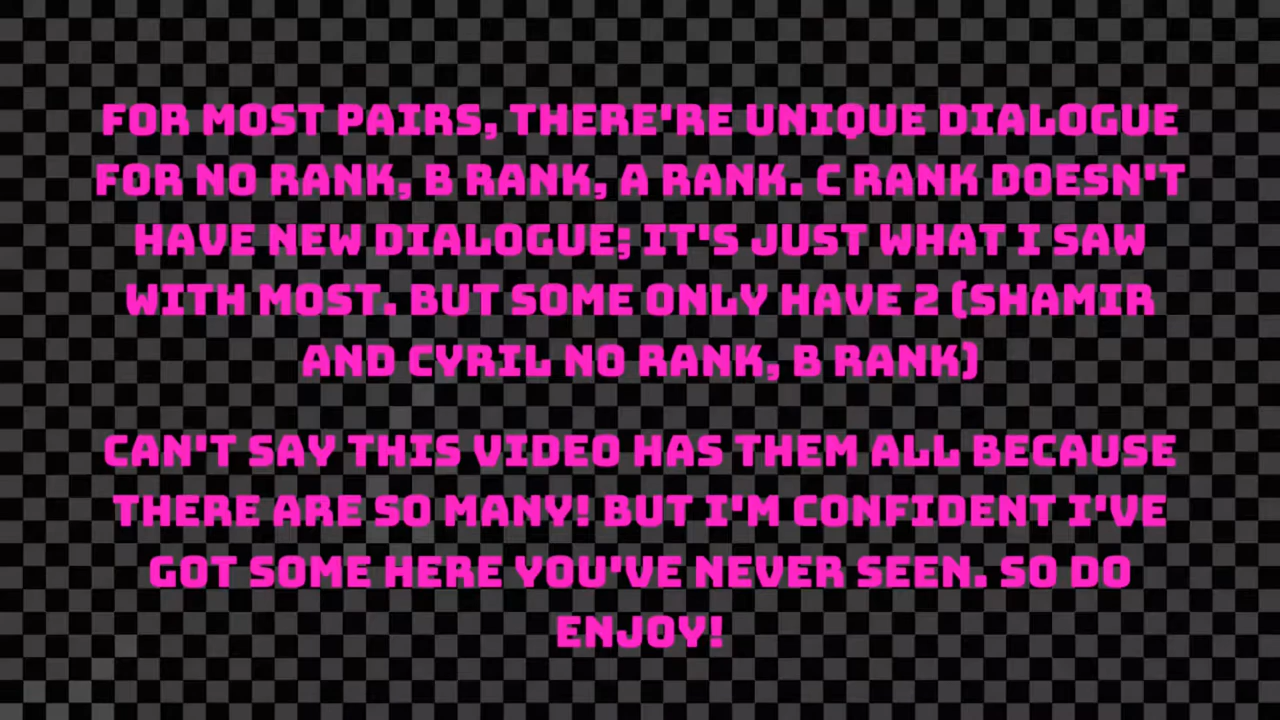 FOR MOST PAIRS, THERE'RE UNIQUE DIALOGUE
FOR NO RANK, B RANK, A RANK. C RANK DOESN'T
HAVE NEW DIALOGUE; IT'S JUST WHAT I SAW
WITH MOST. BUT SOME ONLY HAVE 2 (SHAMIR
AND CYRIL NO RANK, B RANK)
CAN'T SAY THIS VIDEO HAS THEM ALL BECAUSE
THERE ARE SO MANY! BUT I'M CONFIDENT I'VE
GOT SOME HERE YOU'VE NEVER SEEN. SO DO
ENJOY!